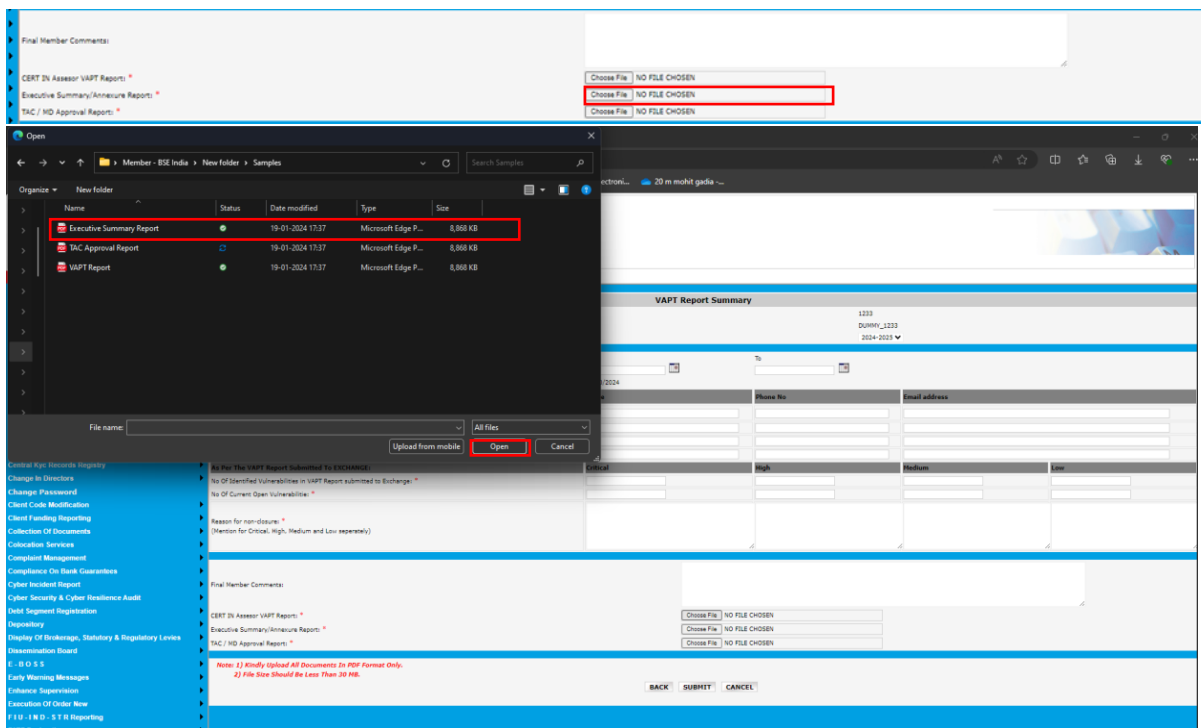 Final Member Comments:
CERT IN Assesor VAPT Report: *
Choose File NO FILE CHOSEN
Executive Summary/Annexure Report: *
Choose File NO FILE CHOSEN
TAC / MD Approval Report: *
Choose File NO FILE CHOSEN
Open
Member - BSE India › New folder › Samples
Search Samples
Organize
New folder
Name Status Date modified Type Size
Executive Summary Report 19-01-2024 17:37 Microsoft Edge P... 8,868 KB
TAC Approval Report 19-01-2024 17:37 Microsoft Edge P... 8,868 KB
VAPT Report 19-01-2024 17:37 Microsoft Edge P... 8,868 KB
File name:
All files
Upload from mobile Open Cancel
ectroni... 20 m mohit gadia -...
VAPT Report Summary
1233
DUMMY_1233
2024-2025
To
/2024
Phone No Email address
As Per The VAPT Report Submitted To EXCHANGE: Critical High Medium Low
No Of Identified Vulnerabilities in VAPT Report submitted to Exchange: *
No Of Current Open Vulnerabilitie: *
Reason for non-closure: *
(Mention for Critical, High, Medium and Low seperately)
Final Member Comments:
CERT IN Assesor VAPT Report: *
Choose File NO FILE CHOSEN
Executive Summary/Annexure Report: *
Choose File NO FILE CHOSEN
TAC / MD Approval Report: *
Choose File NO FILE CHOSEN
Note: 1) Kindly Upload All Documents In PDF Format Only.
2) File Size Should Be Less Than 30 MB.
BACK SUBMIT CANCEL
Central Kyc Records Registry
Change In Directors
Change Password
Client Code Modification
Client Funding Reporting
Collection Of Documents
Colocation Services
Complaint Management
Compliance On Bank Guarantees
Cyber Incident Report
Cyber Security & Cyber Resilience Audit
Debt Segment Registration
Depository
Display Of Brokerage, Statutory & Regulatory Levies
Dissemination Board
E - B O S S
Early Warning Messages
Enhance Supervision
Execution Of Order New
F I U - I N D - S T R Reporting